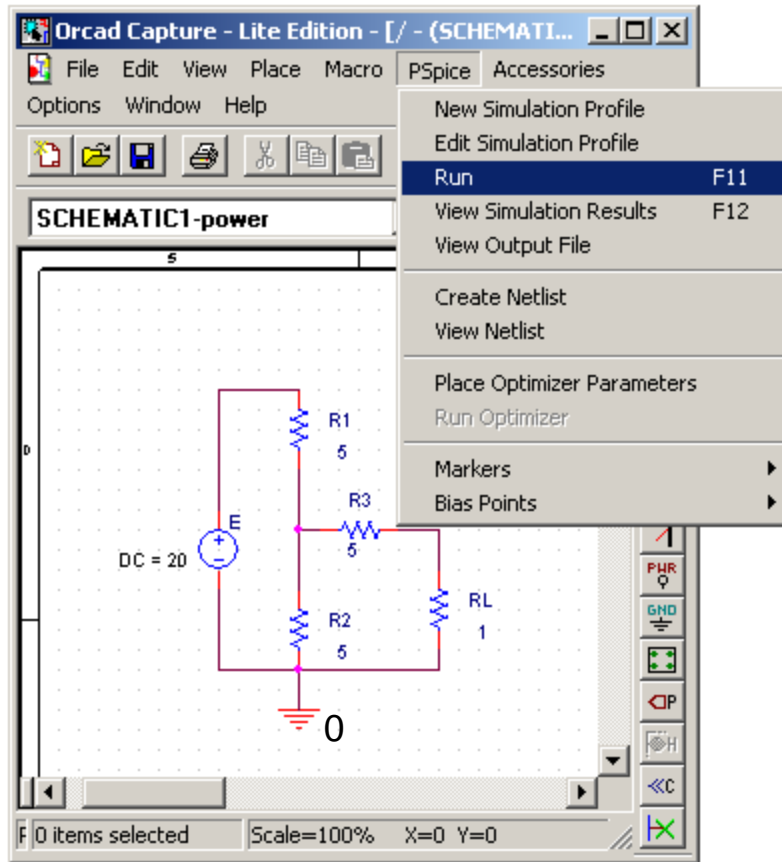 Orcad Capture - Lite Edition - [/ - (SCHEMATI...
File Edit View Place Macro PSpice Accessories
Options Window Help
New Simulation Profile
Edit Simulation Profile
Run F11
View Simulation Results F12
View Output File
Create Netlist
View Netlist
Place Optimizer Parameters
Run Optimizer
Markers
Bias Points
SCHEMATIC1-power
5
D
R1
5
R3
5
E
DC = 20
R2
5
RL
1
0
PWR
GND
P
H
C
F 0 items selected Scale=100% X=0 Y=0